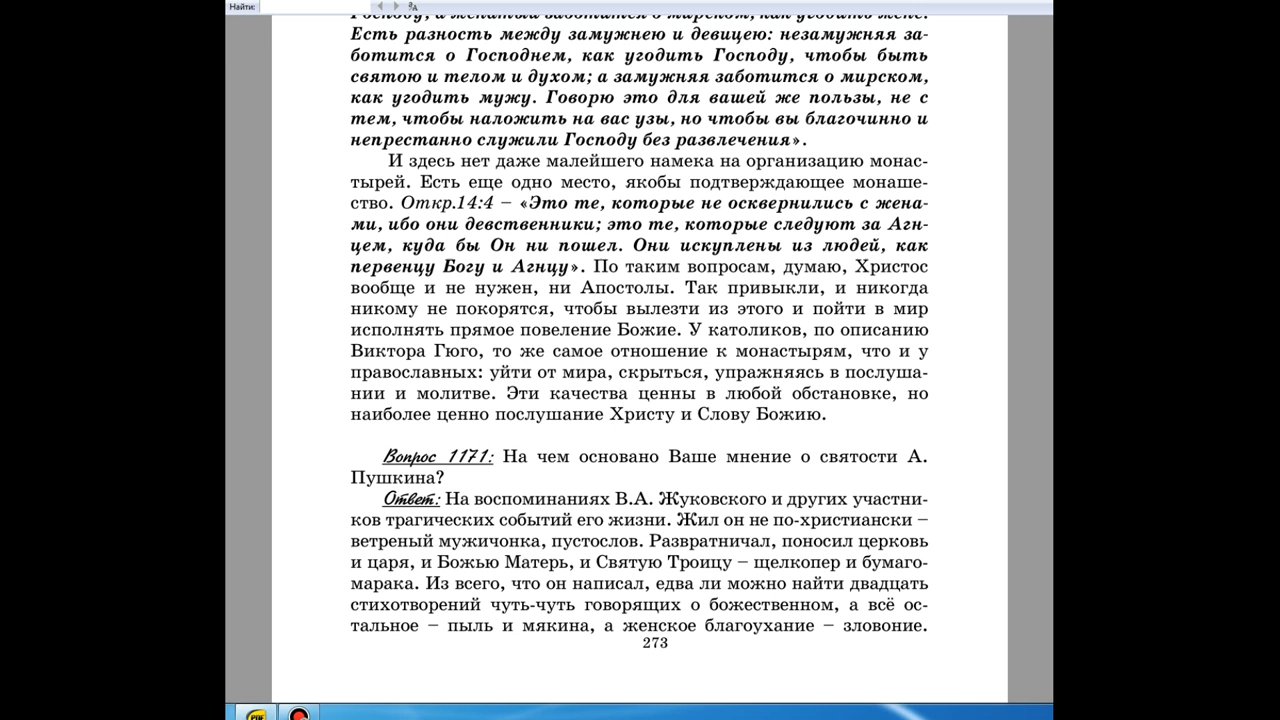 Найти:
Господу, а женатый заботится о мирском, как угодить жене.
Есть разность между замужнею и девицею: незамужняя за-
ботится о Господнем, как угодить Господу, чтобы быть
святою и телом и духом; а замужняя заботится о мирском,
как угодить мужу. Говорю это для вашей же пользы, не с
тем, чтобы наложить на вас узы, но чтобы вы благочинно и
непрестанно служили Господу без развлечения».
И здесь нет даже малейшего намека на организацию монас-
тырей. Есть еще одно место, якобы подтверждающее монаше-
ство. Откр.14:4 – «Это те, которые не осквернились с жена-
ми, ибо они девственники; это те, которые следуют за Агн-
цем, куда бы Он ни пошел. Они искуплены из людей, как
первенцу Богу и Агнцу». По таким вопросам, думаю, Христос
вообще и не нужен, ни Апостолы. Так привыкли, и никогда
никому не покорятся, чтобы вылезти из этого и пойти в мир
исполнять прямое повеление Божие. У католиков, по описанию
Виктора Гюго, то же самое отношение к монастырям, что и у
православных: уйти от мира, скрыться, упражняясь в послуша-
нии и молитве. Эти качества ценны в любой обстановке, но
наиболее ценно послушание Христу и Слову Божию.
Вопрос 1171: На чем основано Ваше мнение о святости А.
Пушкина?
Ответ: На воспоминаниях В.А. Жуковского и других участни-
ков трагических событий его жизни. Жил он не по-христиански –
ветреный мужичонка, пустослов. Развратничал, поносил церковь
и царя, и Божью Матерь, и Святую Троицу – щелкопер и бумаго-
марака. Из всего, что он написал, едва ли можно найти двадцать
стихотворений чуть-чуть говорящих о божественном, а всё ос-
тальное – пыль и мякина, а женское благоухание – зловоние.
273
PDF